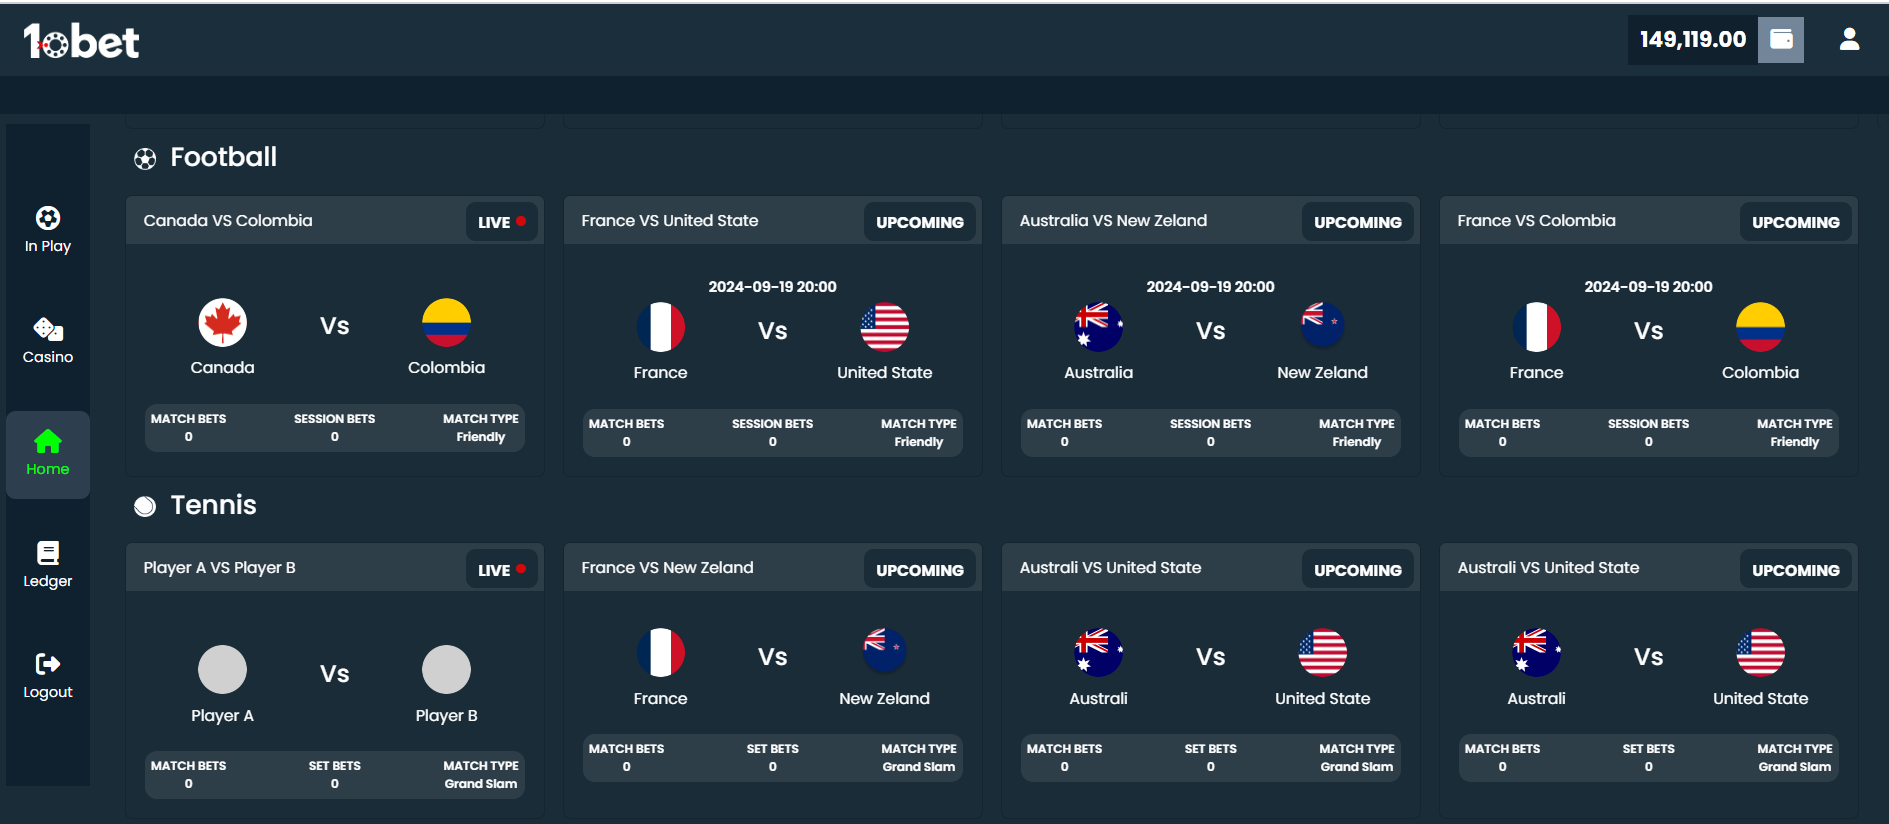 10bet
149,119.00
Football
Canada VS Colombia LIVE
France VS United State UPCOMING
Australia VS New Zeland UPCOMING
France VS Colombia UPCOMING
2024-09-19 20:00
2024-09-19 20:00
2024-09-19 20:00
In Play
Vs
Vs
Vs
Vs
Casino
Canada Colombia
France United State
Australia New Zeland
France Colombia
MATCH BETS SESSION BETS MATCH TYPE
0 0 Friendly
MATCH BETS SESSION BETS MATCH TYPE
0 0 Friendly
MATCH BETS SESSION BETS MATCH TYPE
0 0 Friendly
MATCH BETS SESSION BETS MATCH TYPE
0 0 Friendly
Home
Tennis
Player A VS Player B LIVE
France VS New Zeland UPCOMING
Australi VS United State UPCOMING
Australi VS United State UPCOMING
Ledger
Vs
Vs
Vs
Vs
Logout
Player A Player B
France New Zeland
Australi United State
Australi United State
MATCH BETS SET BETS MATCH TYPE
0 0 Grand Slam
MATCH BETS SET BETS MATCH TYPE
0 0 Grand Slam
MATCH BETS SET BETS MATCH TYPE
0 0 Grand Slam
MATCH BETS SET BETS MATCH TYPE
0 0 Grand Slam